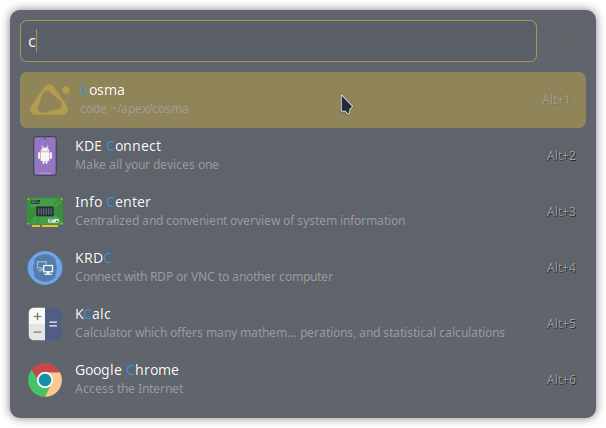 c
Cosma
code ~/apex/cosma
Alt+1
KDE Connect
Make all your devices one
Alt+2
Info Center
Centralized and convenient overview of system information
Alt+3
KRDC
Connect with RDP or VNC to another computer
Alt+4
KCalc
Calculator which offers many mathem... perations, and statistical calculations
Alt+5
Google Chrome
Access the Internet
Alt+6